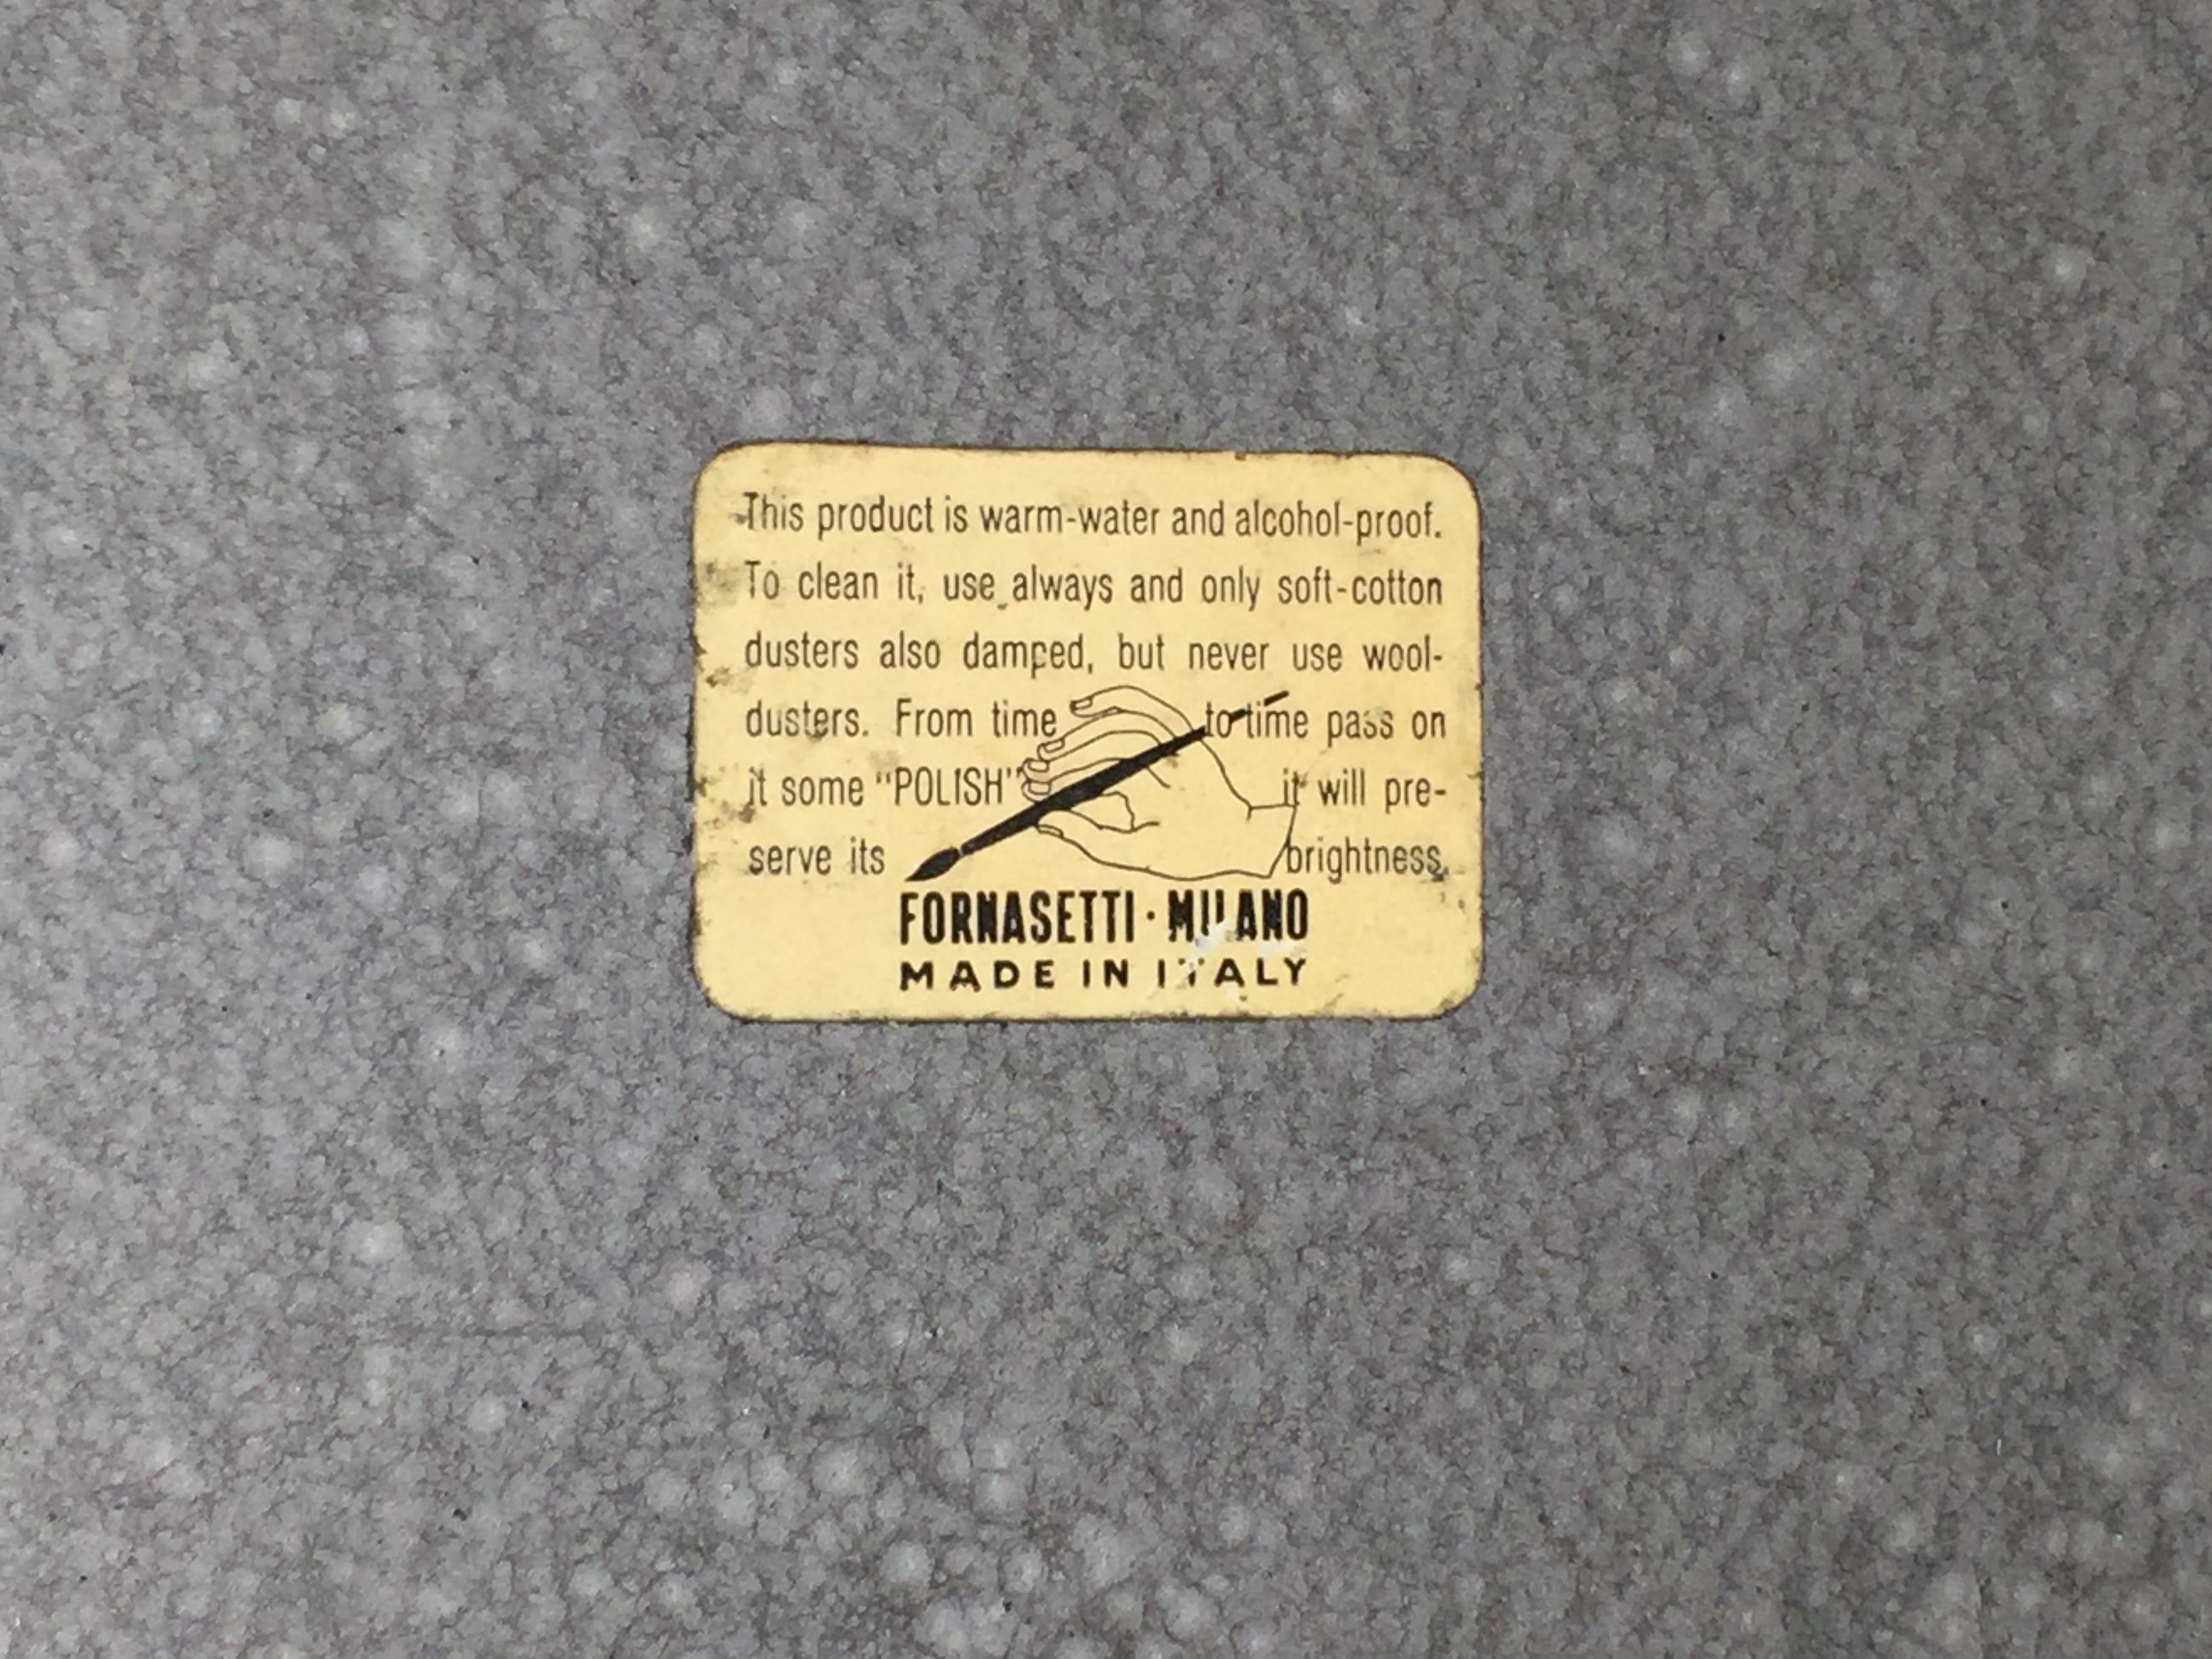 This product is warm-water and alcohol-proof.
To clean it, use always and only soft-cotton
dusters also damped, but never use wool-
dusters. From time to time pass on
it some "POLISH" it will pre-
serve its brightness.
FORNASETTI · MILANO
MADE IN ITALY